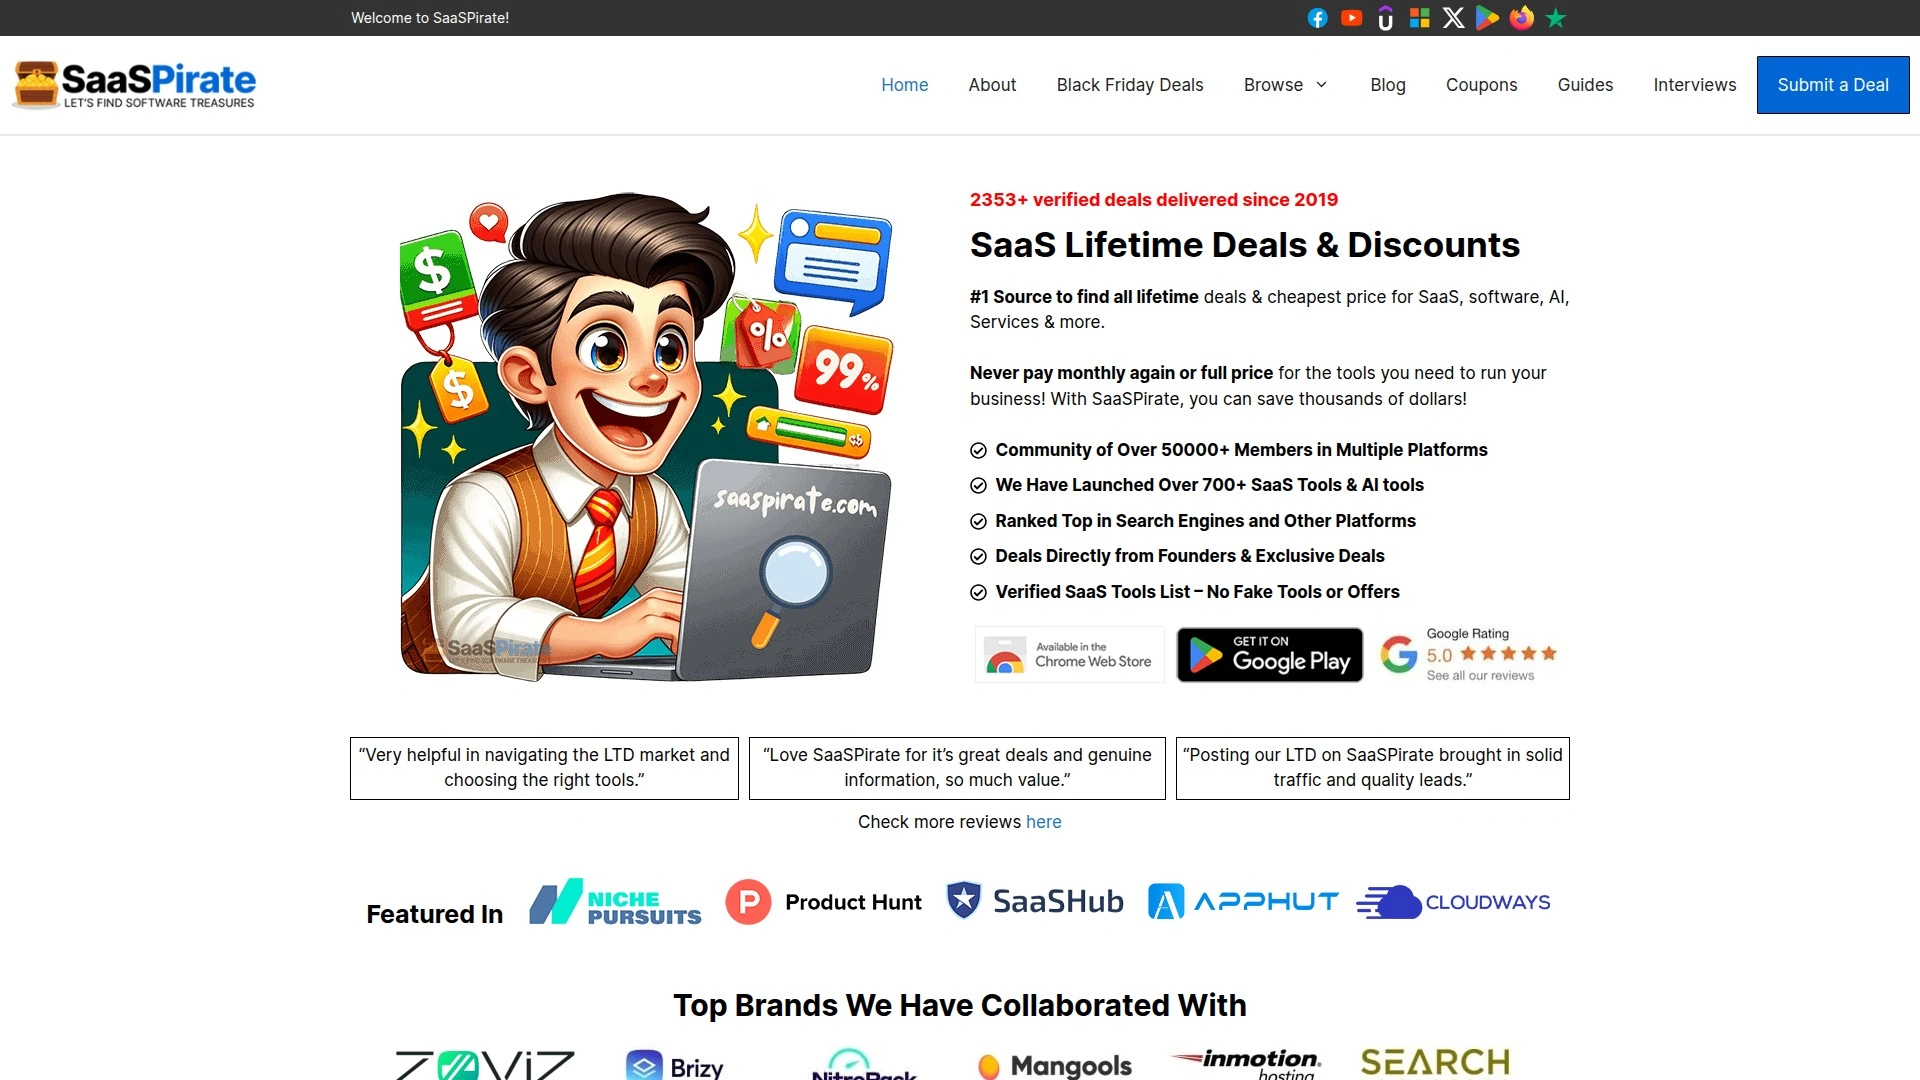 Welcome to SaaSPirate!
SaaSPirate
LET'S FIND SOFTWARE TREASURES
Home
About
Black Friday Deals
Browse
Blog
Coupons
Guides
Interviews
Submit a Deal
$
$
%
99%
saaspirate.com
SaaSPirate
LET'S FIND SOFTWARE TREASURES
2353+ verified deals delivered since 2019
SaaS Lifetime Deals & Discounts
#1 Source to find all lifetime deals & cheapest price for SaaS, software, AI,
Services & more.
Never pay monthly again or full price for the tools you need to run your
business! With SaaSPirate, you can save thousands of dollars!
Community of Over 50000+ Members in Multiple Platforms
We Have Launched Over 700+ SaaS Tools & AI tools
Ranked Top in Search Engines and Other Platforms
Deals Directly from Founders & Exclusive Deals
Verified SaaS Tools List – No Fake Tools or Offers
Available in the
Chrome Web Store
GET IT ON
Google Play
Google Rating
5.0
See all our reviews
“Very helpful in navigating the LTD market and
choosing the right tools.”
“Love SaaSPirate for it’s great deals and genuine
information, so much value.”
“Posting our LTD on SaaSPirate brought in solid
traffic and quality leads.”
Check more reviews here
Featured In
NICHE
PURSUITS
P
Product Hunt
SaaSHub
APPHUT
CLOUDWAYS
Top Brands We Have Collaborated With
ZOViZ
Brizy
NitroPack
Mangools
inmotion
hosting
SEARCH